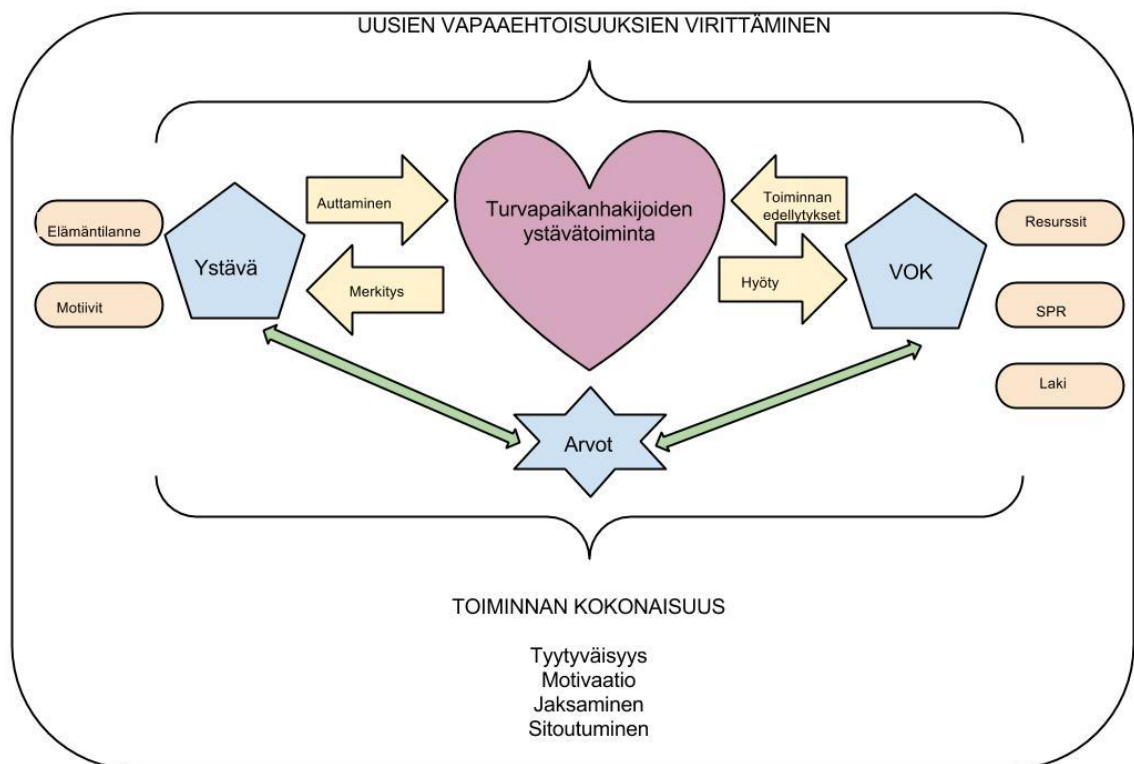 UUSIEN VAPAAEHTOISUUKSIEN VIRITTÄMINEN
Elämäntilanne
Motiivit
Ystävä
Auttaminen
Merkitys
Turvapaikanhakijoiden
ystävätoiminta
Toiminnan
edellytykset
Hyöty
VOK
Resurssit
SPR
Laki
Arvot
TOIMINNAN KOKONAISUUS
Tyytyväisyys
Motivaatio
Jaksaminen
Sitoutuminen